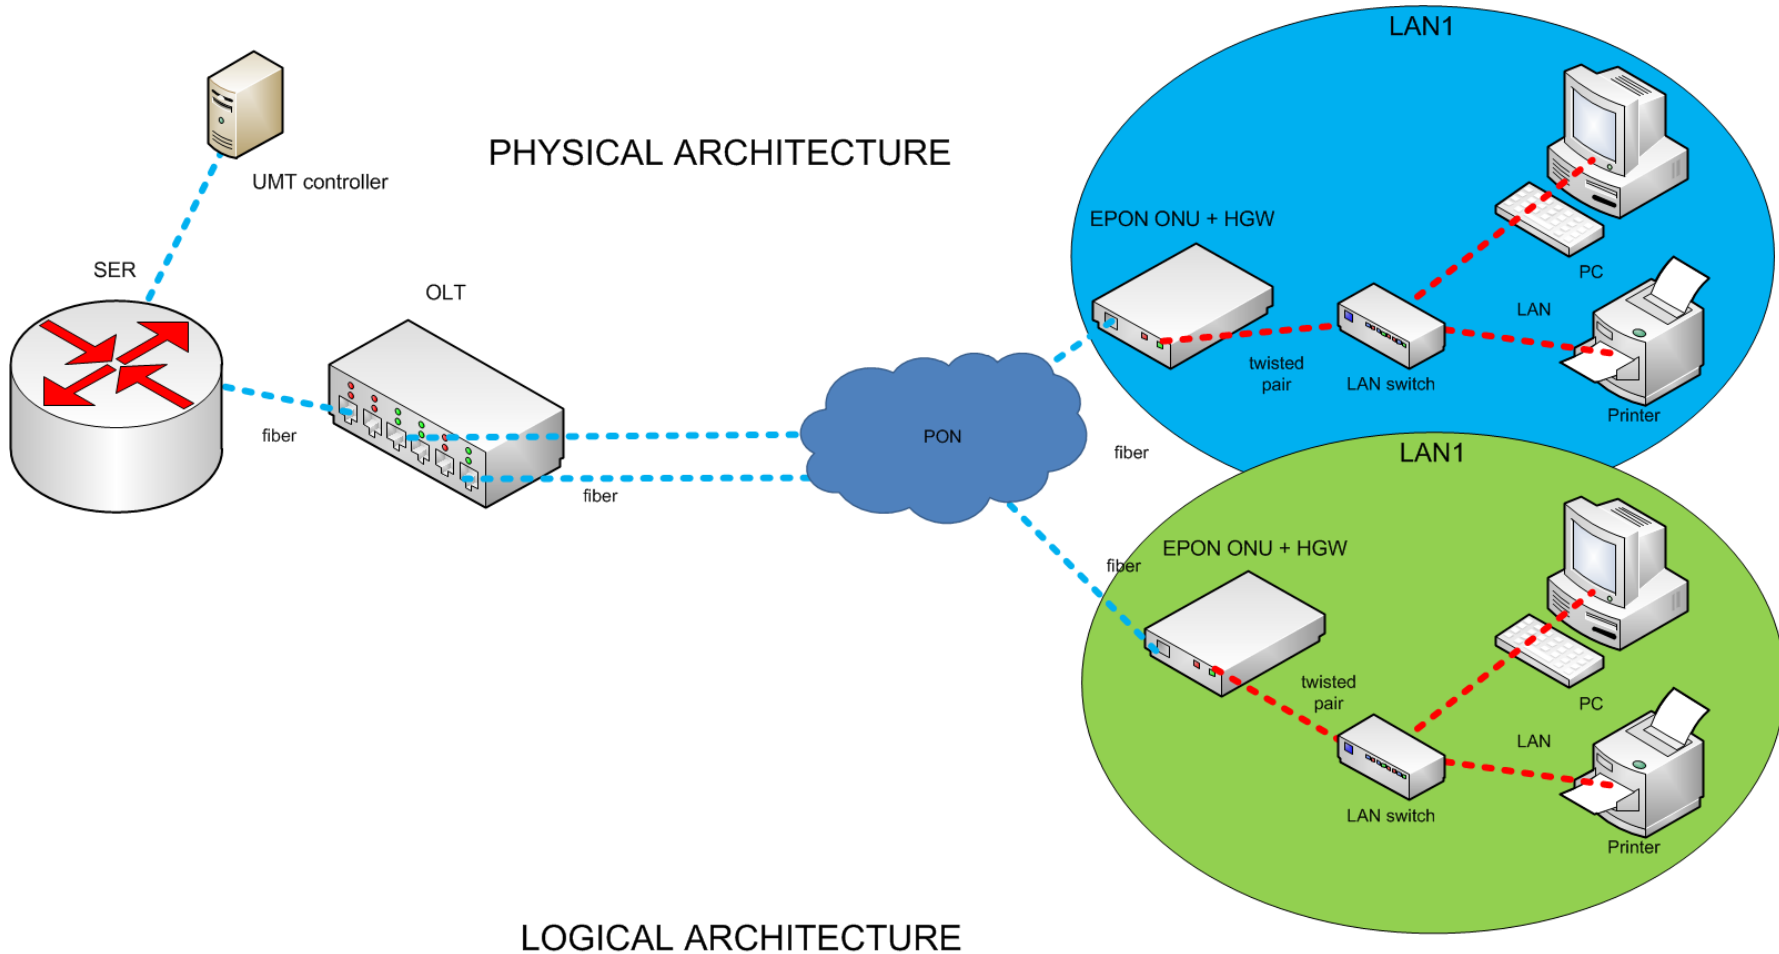 LAN1
PHYSICAL ARCHITECTURE
UMT controller
EPON ONU + HGW
SER
PC
OLT
LAN
twisted
pair
LAN switch
Printer
fiber
PON
fiber
LAN1
fiber
EPON ONU + HGW
fiber
twisted
pair
PC
LAN
LAN switch
Printer
LOGICAL ARCHITECTURE